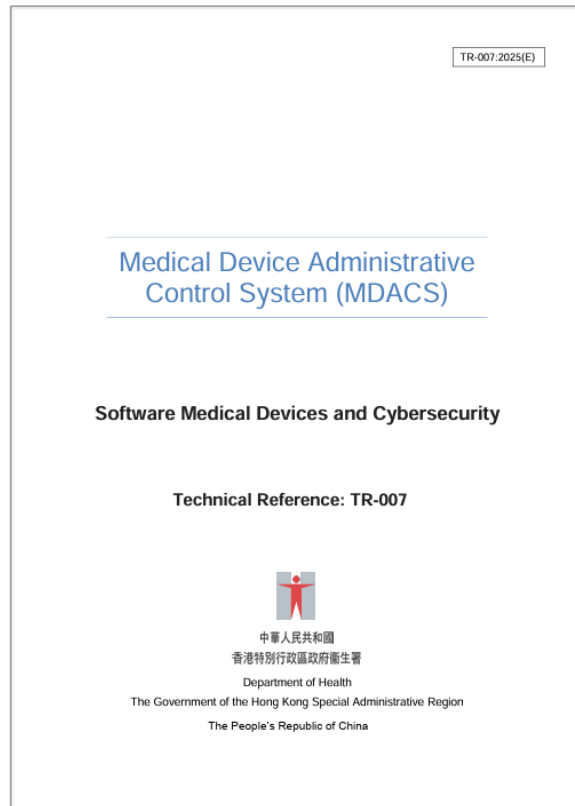 TR-007:2025(E)
Medical Device Administrative
Control System (MDACS)
Software Medical Devices and Cybersecurity
Technical Reference: TR-007
中華人民共和國
香港特別行政區政府衞生署
Department of Health
The Government of the Hong Kong Special Administrative Region
The People's Republic of China